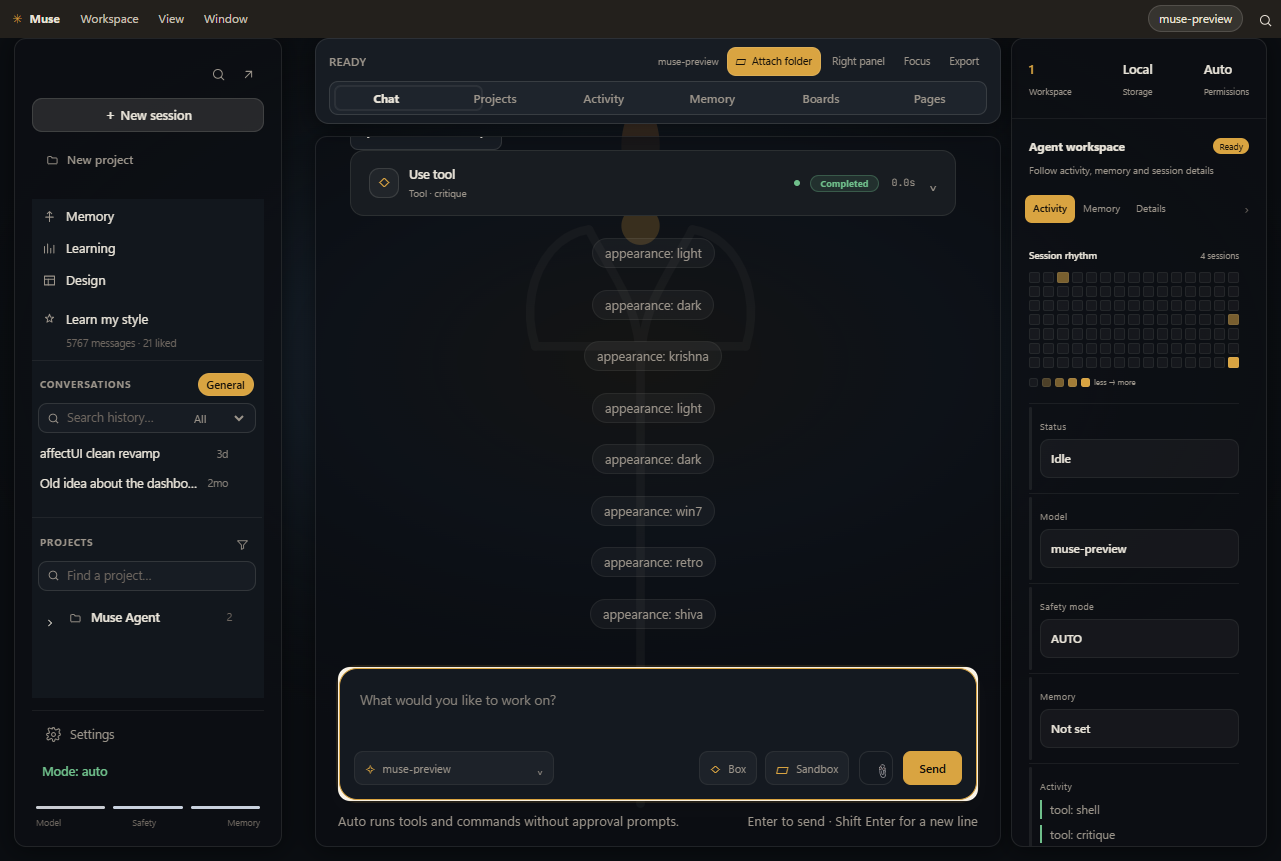 Muse Workspace View Window muse-preview
+ New session
New project
Memory
Learning
Design
Learn my style
5767 messages · 21 liked
CONVERSATIONS General
Search history... All
affectUI clean revamp 3d
Old idea about the dashbo... 2mo
PROJECTS
Find a project...
Muse Agent 2
Settings
Mode: auto
Model Safety Memory
READY muse-preview Attach folder Right panel Focus Export
Chat Projects Activity Memory Boards Pages
Use tool
Tool · critique
Completed 0.0s
appearance: light
appearance: dark
appearance: krishna
appearance: light
appearance: dark
appearance: win7
appearance: retro
appearance: shiva
What would you like to work on?
muse-preview Box Sandbox Send
Auto runs tools and commands without approval prompts. Enter to send · Shift Enter for a new line
1 Local Auto
Workspace Storage Permissions
Agent workspace Ready
Follow activity, memory and session details
Activity Memory Details
Session rhythm 4 sessions
less → more
Status
Idle
Model
muse-preview
Safety mode
AUTO
Memory
Not set
Activity
tool: shell
tool: critique